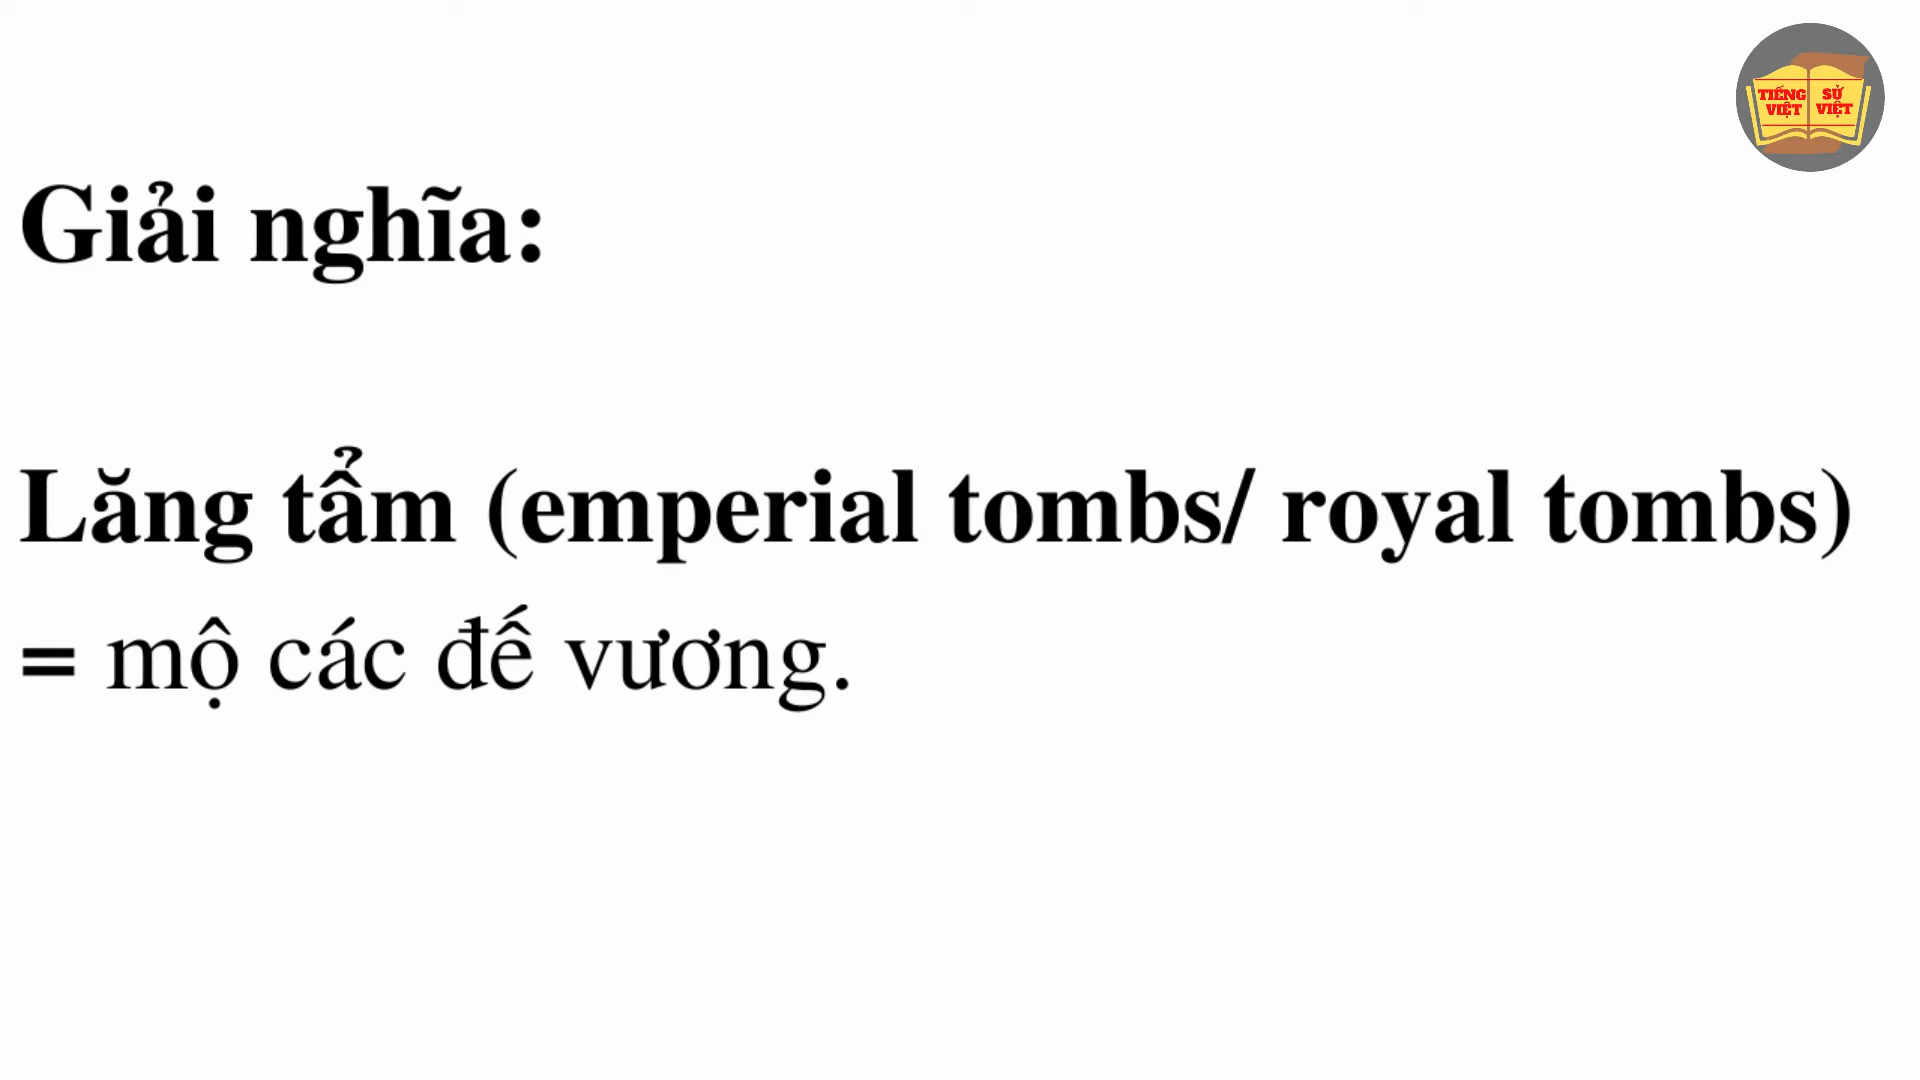 TIẾNG SỬ
VIỆT VIỆT
Giải nghĩa:
Lăng tẩm (emperial tombs/ royal tombs)
= mộ các đế vương.